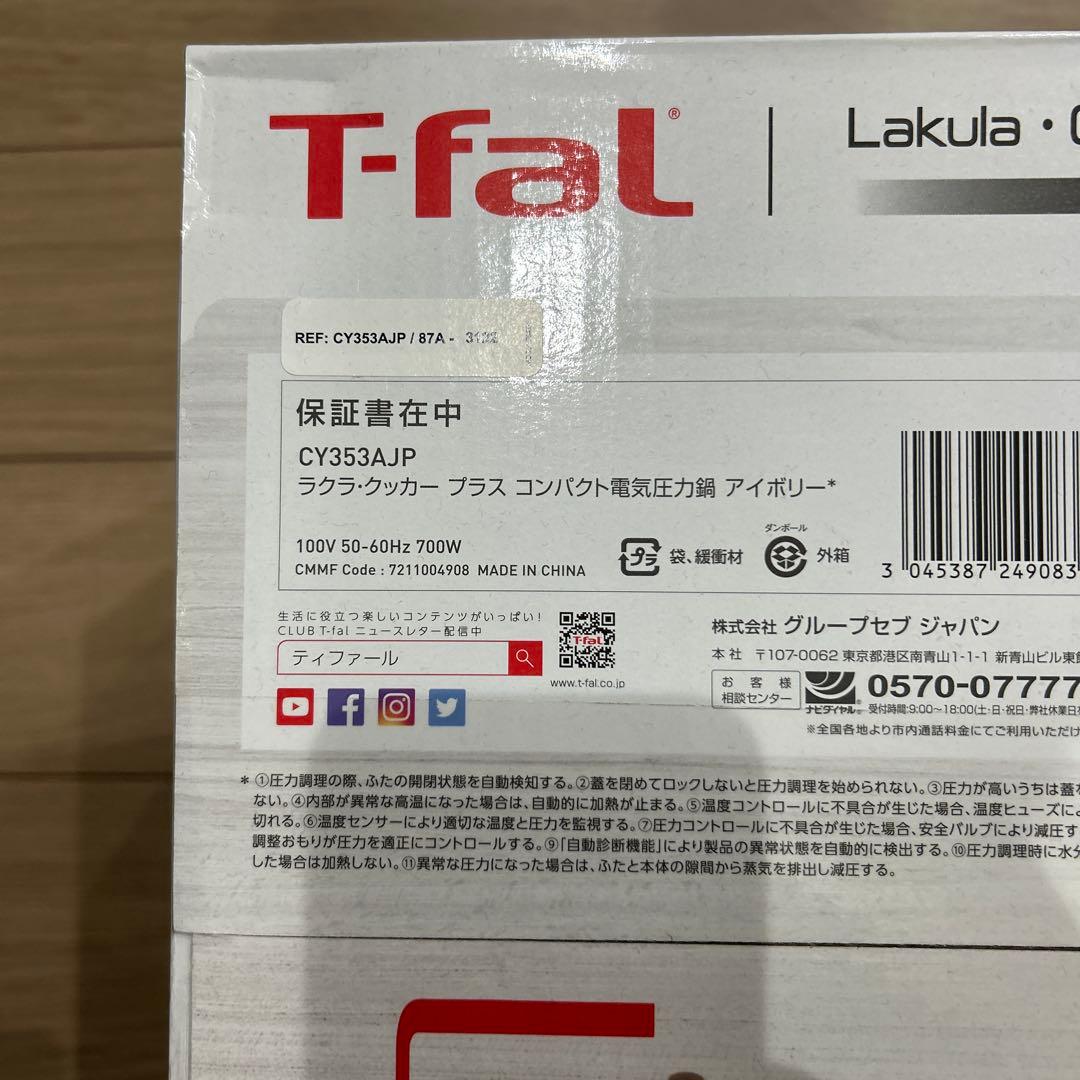 T-fal®
Lakula・
REF: CY353AJP / 87A -
保証書在中
CY353AJP
ラクラ・クッカー プラス コンパクト電気圧力鍋 アイボリー*
100V 50-60Hz 700W
CMMF Code : 7211004908 MADE IN CHINA
プラ 袋、緩衝材
ダンボール
外箱
3 045387 249083
生活に役立つ楽しいコンテンツがいっぱい!
CLUB T-fal ニュースレター配信中
ティファール
T-fal
www.t-fal.co.jp
株式会社 グループセブ ジャパン
本社 〒107-0062 東京都港区南青山1-1-1 新青山ビル東館
お客様
相談センター
ナビダイヤル®
0570-07777
受付時間:9:00〜18:00(土・日・祝日・弊社休業日を
※全国各地より市内通話料金にてご利用いただけ
* ①圧力調理の際、ふたの開閉状態を自動検知する。②蓋を閉めてロックしないと圧力調理を始められない。③圧力が高いうちは蓋を
ない。④内部が異常な高温になった場合は、自動的に加熱が止まる。⑤温度コントロールに不具合が生じた場合、温度ヒューズによ
切れる。⑥温度センサーにより適切な温度と圧力を監視する。⑦圧力コントロールに不具合が生じた場合、安全バルブにより減圧す
調整おもりが圧力を適正にコントロールする。⑨「自動診断機能」により製品の異常状態を自動的に検出する。⑩圧力調理時に水分
した場合は加熱しない。⑪異常な圧力になった場合は、ふたと本体の隙間から蒸気を排出し減圧する。